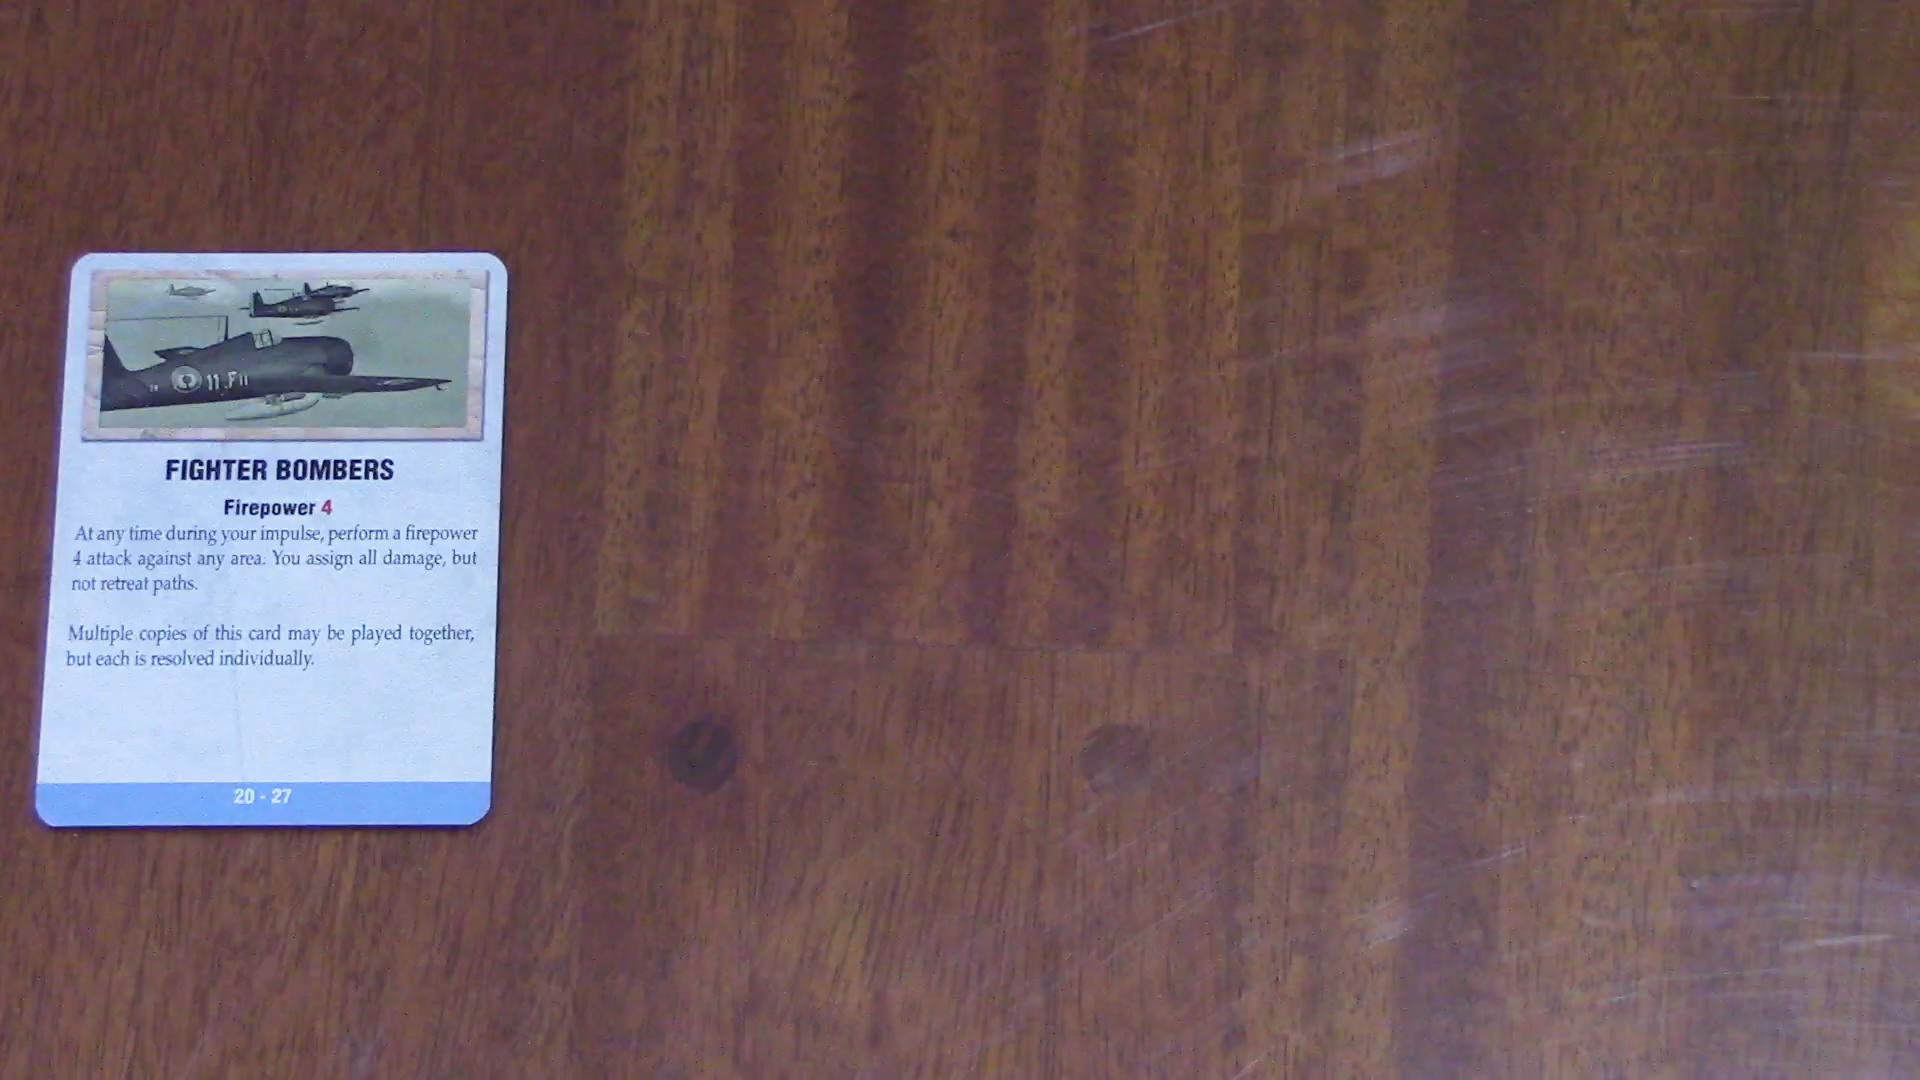 11.F11
FIGHTER BOMBERS
Firepower 4
At any time during your impulse, perform a firepower
4 attack against any area. You assign all damage, but
not retreat paths.
Multiple copies of this card may be played together,
but each is resolved individually.
20 - 27